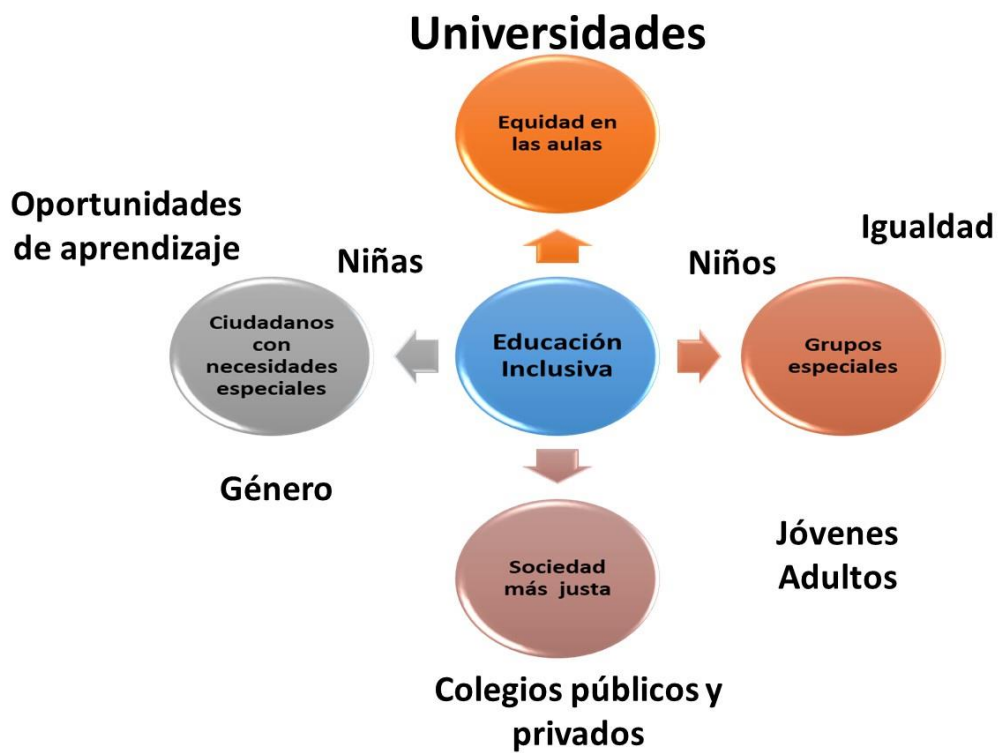 Universidades
Equidad en
las aulas
Oportunidades
de aprendizaje
Igualdad
Niñas
Niños
Ciudadanos
con
necesidades
especiales
Educación
Inclusiva
Grupos
especiales
Género
Sociedad
más justa
Jóvenes
Adultos
Colegios públicos y
privados